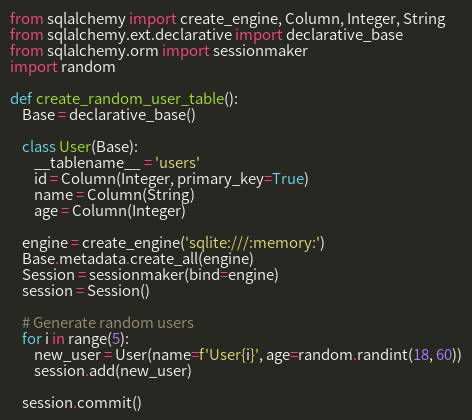 from sqlalchemy import create_engine, Column, Integer, String
from sqlalchemy.ext.declarative import declarative_base
from sqlalchemy.orm import sessionmaker
import random

def create_random_user_table():
    Base = declarative_base()

    class User(Base):
        __tablename__ = 'users'
        id = Column(Integer, primary_key=True)
        name = Column(String)
        age = Column(Integer)

    engine = create_engine('sqlite:///:memory:')
    Base.metadata.create_all(engine)
    Session = sessionmaker(bind=engine)
    session = Session()

    # Generate random users
    for i in range(5):
        new_user = User(name=f'User{i}', age=random.randint(18, 60))
        session.add(new_user)

    session.commit()